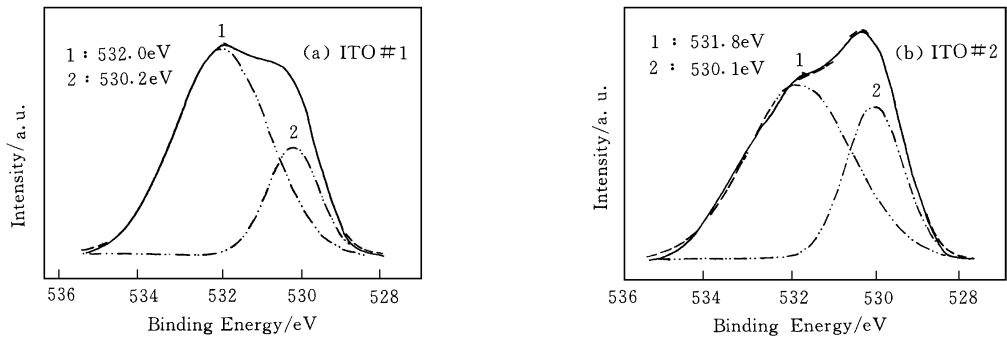 1
1 : 532.0eV
2 : 530.2eV
(a) ITO#1
2
Intensity/a. u.
536 534 532 530 528
Binding Energy/eV
1 : 531.8eV
2 : 530.1eV
1
(b) ITO#2
2
Intensity/a. u.
536 534 532 530 528
Binding Energy/eV